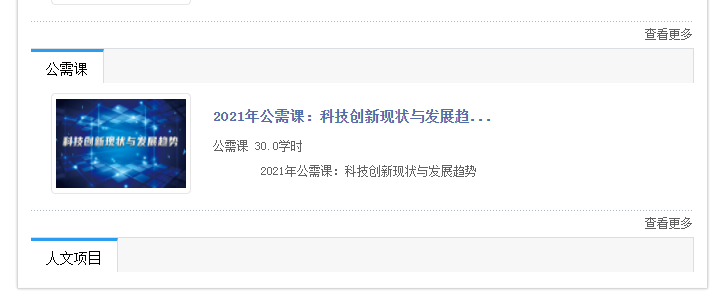 查看更多
公需课
科技创新现状与发展趋势
2021年公需课：科技创新现状与发展趋...
公需课 30.0学时
2021年公需课：科技创新现状与发展趋势
查看更多
人文项目